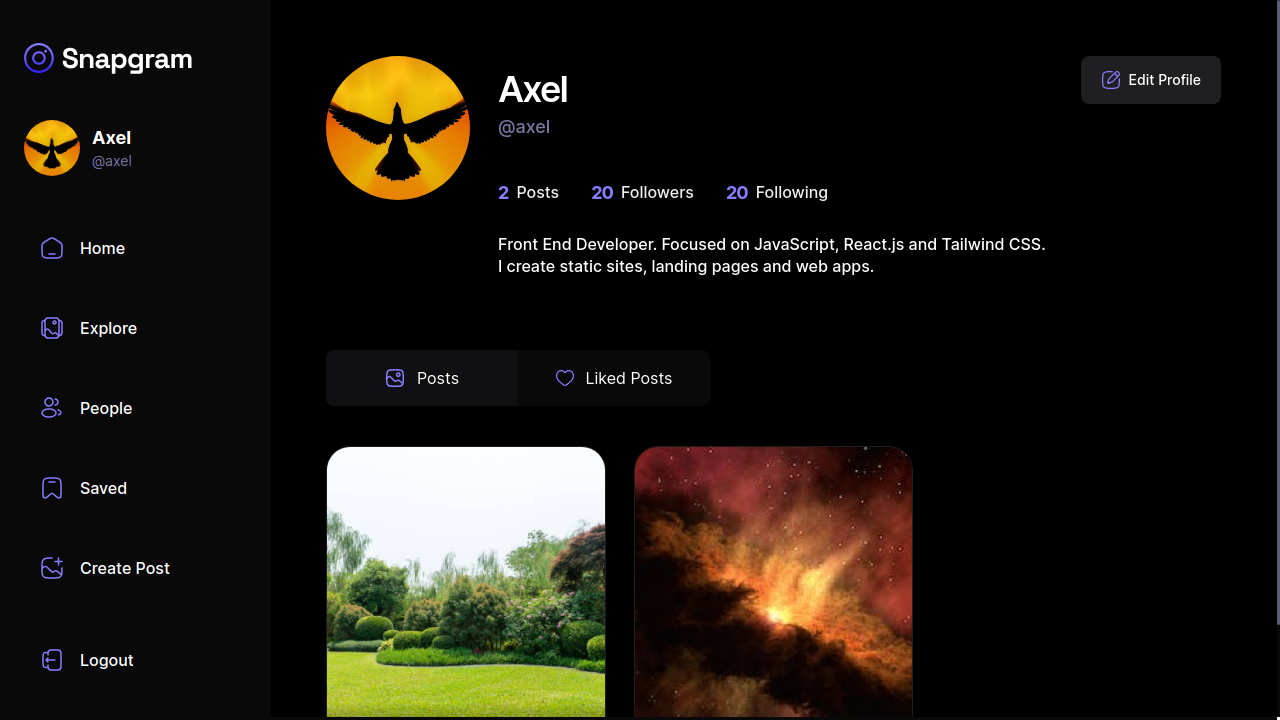 Snapgram
Axel
@axel
Home
Explore
People
Saved
Create Post
Logout
Axel
@axel
Edit Profile
2 Posts 20 Followers 20 Following
Front End Developer. Focused on JavaScript, React.js and Tailwind CSS.
I create static sites, landing pages and web apps.
Posts Liked Posts